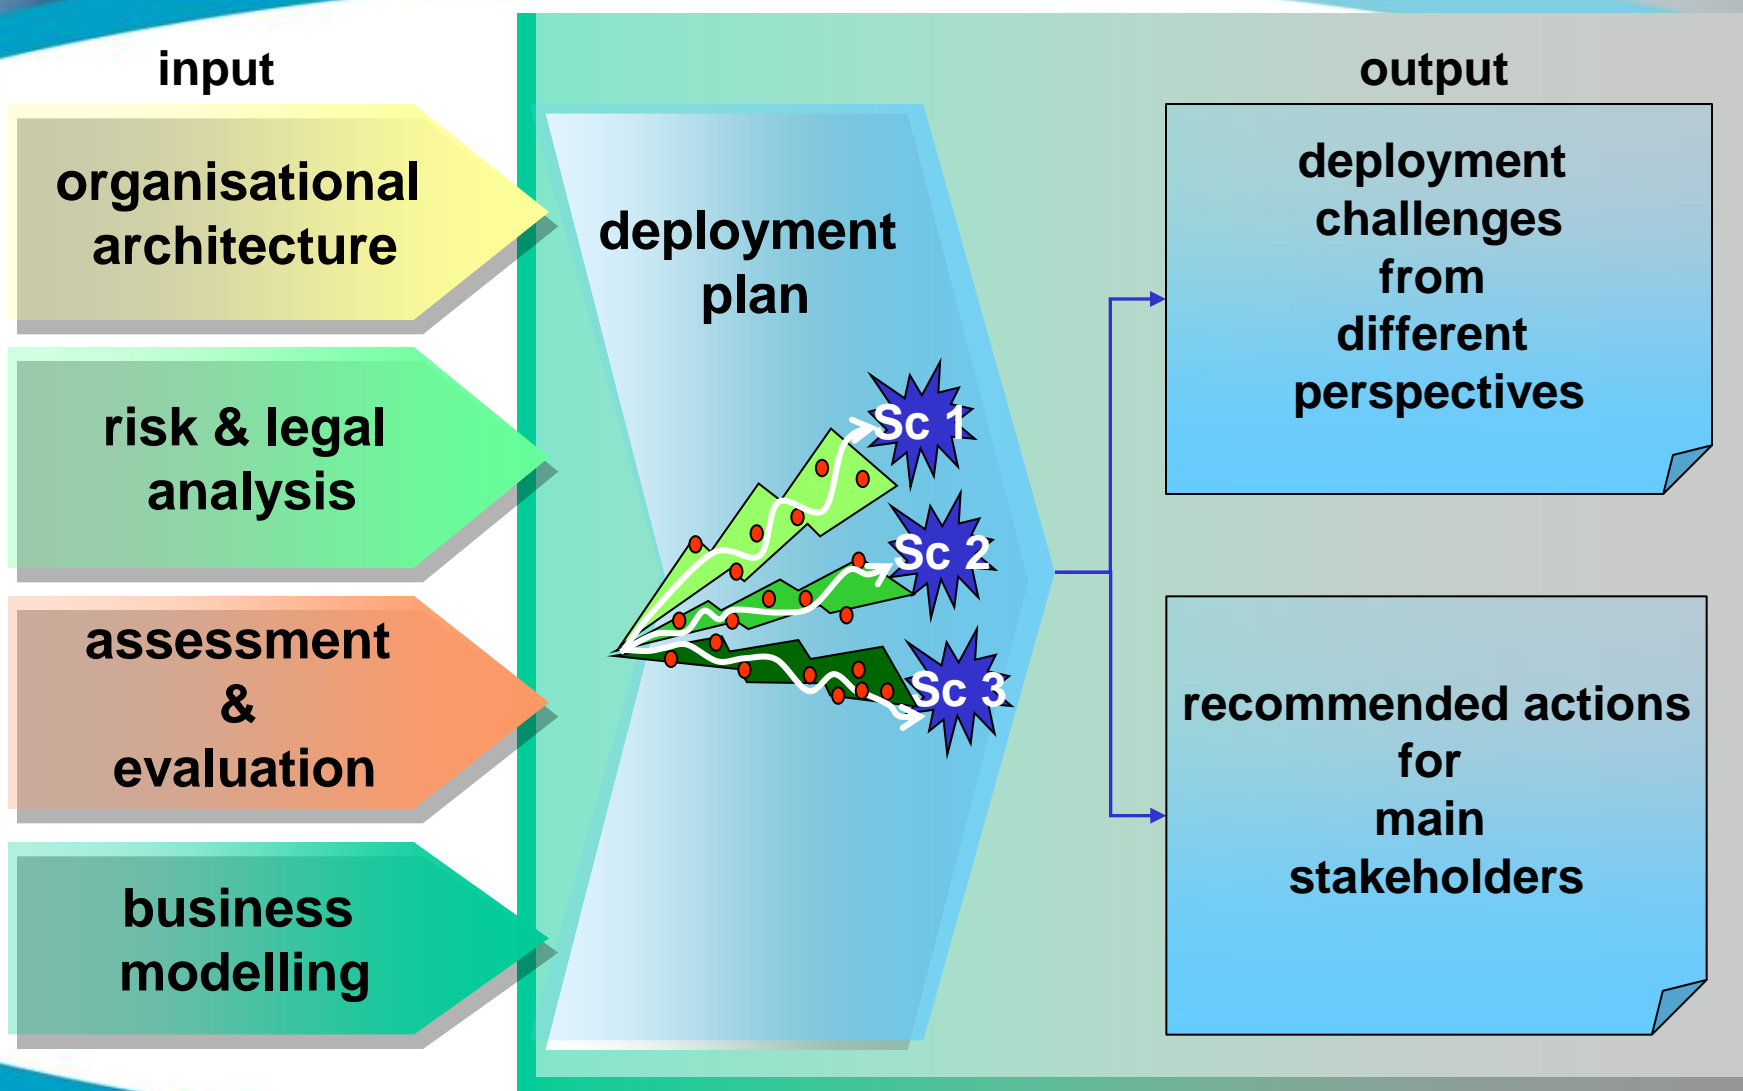 input
organisational
architecture
risk & legal
analysis
assessment
&
evaluation
business
modelling
deployment
plan
Sc 1
Sc 2
Sc 3
output
deployment
challenges
from
different
perspectives
recommended actions
for
main
stakeholders